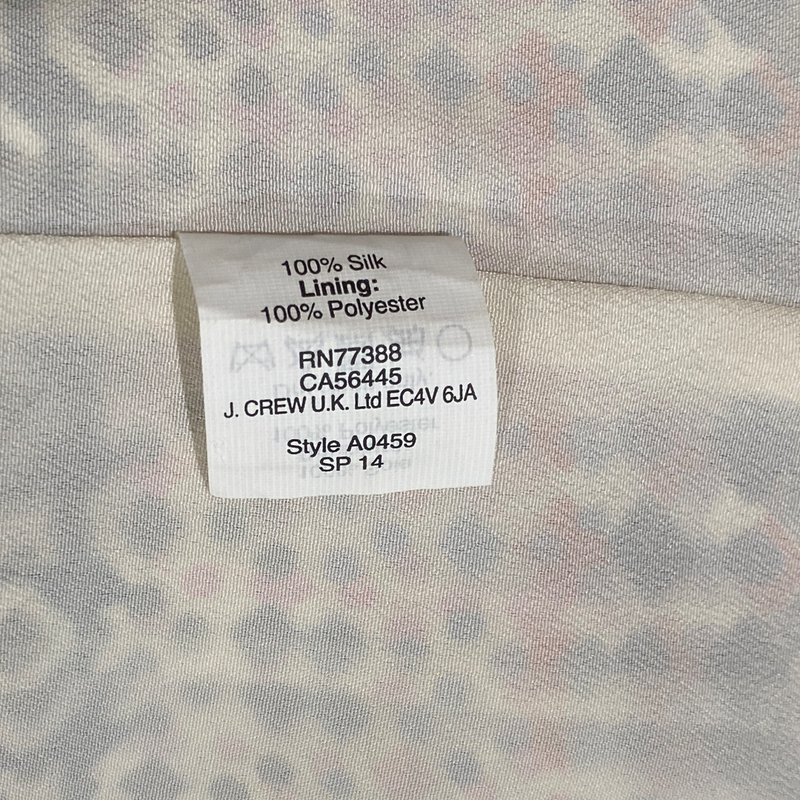 100% Silk
Lining:
100% Polyester
RN77388
CA56445
J. CREW U.K. Ltd EC4V 6JA
Style A0459
SP 14